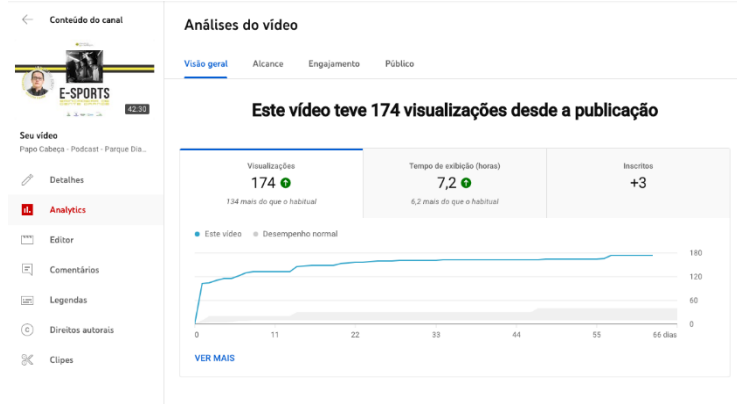 Conteúdo do canal
E-SPORTS
42:30
Seu vídeo
Papo Cabeça - Podcast - Parque Dia...
Detalhes
Analytics
Editor
Comentários
Legendas
Direitos autorais
Clipes
Análises do vídeo
Visão geral Alcance Engajamento Público
Este vídeo teve 174 visualizações desde a publicação
Visualizações
174
134 mais do que o habitual
Tempo de exibição (horas)
7,2
6,2 mais do que o habitual
Inscritos
+3
Este vídeo Desempenho normal
180
120
60
0
0 11 22 33 44 55 66 dias
VER MAIS